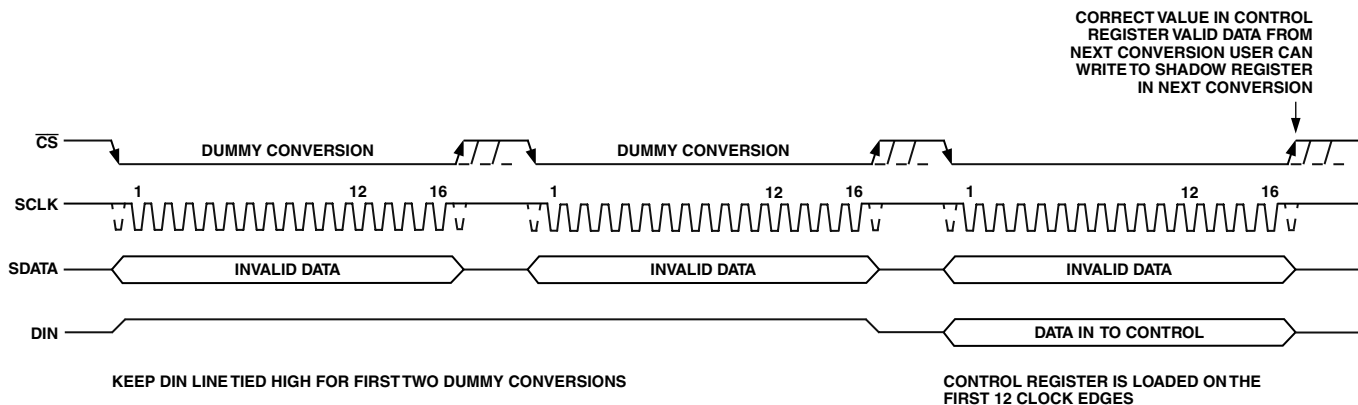 CORRECT VALUE IN CONTROL
REGISTER VALID DATA FROM
NEXT CONVERSION USER CAN
WRITE TO SHADOW REGISTER
IN NEXT CONVERSION
CS
DUMMY CONVERSION
DUMMY CONVERSION
SCLK
1
12
16
1
12
16
1
12
16
SDATA
INVALID DATA
INVALID DATA
INVALID DATA
DIN
DATA IN TO CONTROL
KEEP DIN LINE TIED HIGH FOR FIRST TWO DUMMY CONVERSIONS
CONTROL REGISTER IS LOADED ON THE
FIRST 12 CLOCK EDGES